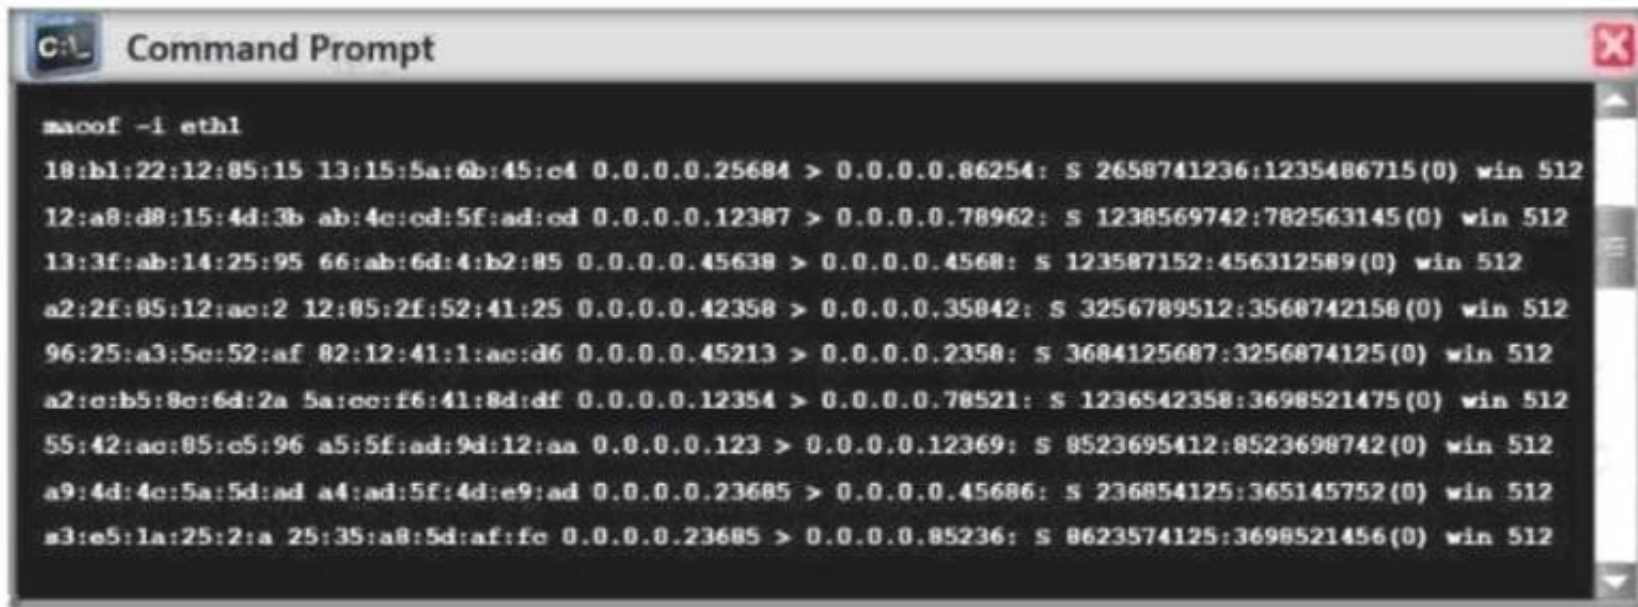 C:\_
Command Prompt
macof -i eth1
18:b1:22:12:85:15 13:15:5a:6b:45:c4 0.0.0.0.25684 > 0.0.0.0.86254: S 2658741236:1235486715(0) win 512
12:a8:d8:15:4d:3b ab:4c:cd:5f:ad:cd 0.0.0.0.12387 > 0.0.0.0.78962: S 1238569742:782563145(0) win 512
13:3f:ab:14:25:95 66:ab:6d:4:b2:85 0.0.0.0.45638 > 0.0.0.0.4568: S 123587152:456312589(0) win 512
a2:2f:85:12:ac:2 12:85:2f:52:41:25 0.0.0.0.42358 > 0.0.0.0.35842: S 3256789512:3568742158(0) win 512
96:25:a3:5c:52:af 82:12:41:1:ac:d6 0.0.0.0.45213 > 0.0.0.0.2358: S 3684125687:3256874125(0) win 512
a2:c:b5:8c:6d:2a 5a:cc:f6:41:8d:df 0.0.0.0.12354 > 0.0.0.0.78521: S 1236542358:3698521475(0) win 512
55:42:ac:85:c5:96 a5:5f:ad:9d:12:aa 0.0.0.0.123 > 0.0.0.0.12369: S 8523695412:8523698742(0) win 512
a9:4d:4c:5a:5d:ad a4:ad:5f:4d:e9:ad 0.0.0.0.23685 > 0.0.0.0.45686: S 236854125:365145752(0) win 512
s3:e5:1a:25:2:a 25:35:a8:5d:af:fc 0.0.0.0.23685 > 0.0.0.0.85236: S 8623574125:3698521456(0) win 512